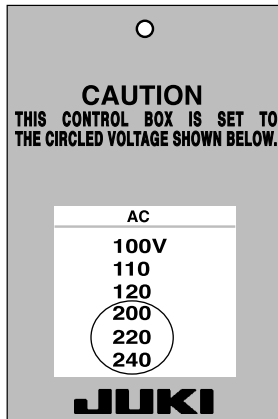 CAUTION
THIS CONTROL BOX IS SET TO
THE CIRCLED VOLTAGE SHOWN BELOW.
AC
100V
110
120
200
220
240
JUKI